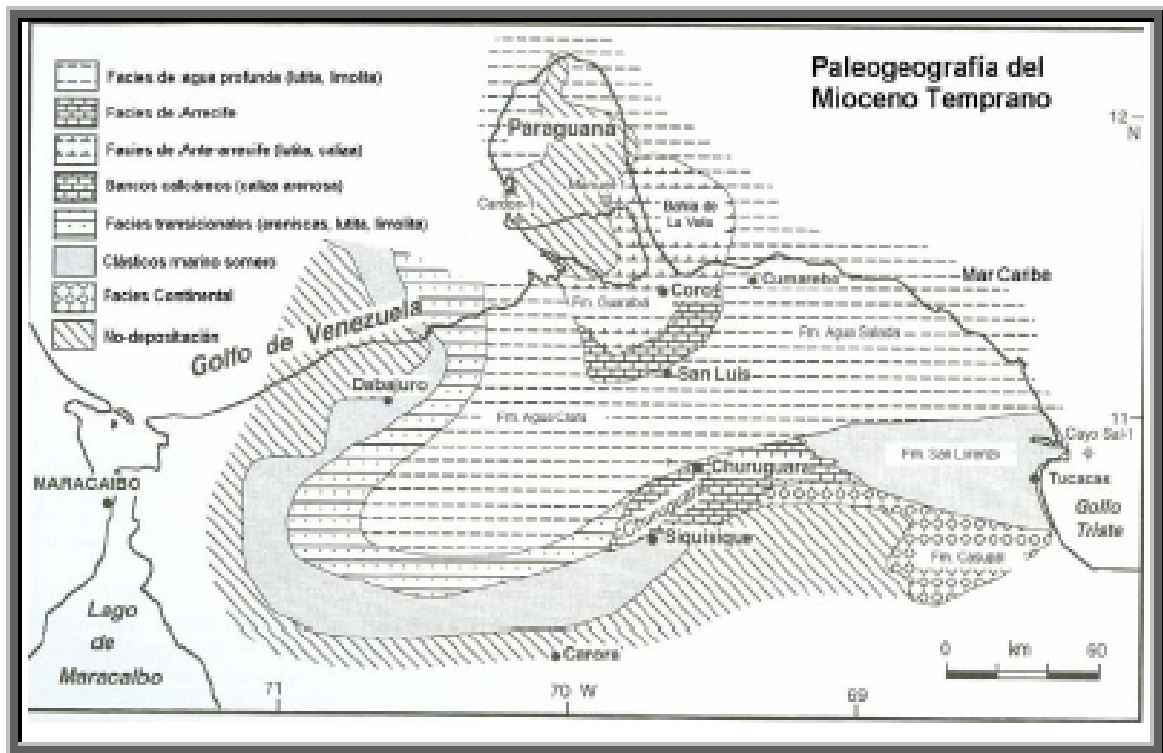 Paleogeografia del
Mioceno Temprano
Facies de agua profunda (lutita, limolita)
Facies de Arrecife
Facies de Ante-arrecife (lutita, caliza)
Bancos calcáreos (caliza arenosa)
Facies transicionales (areniscas, lutita, limolita)
Clásticos marino somero
Facies Continental
No-depositación
12
N
Paraguana
Cardon-1
Bahia de
La Vela
Mar Caribe
Coro
Cumarebo
Fm. Guarabal
Fm. Agua Salada
Golfo de Venezuela
San Luis
Dabajuro
Fm. Agua Clara
11
Cayo Sal-1
Fm. San Lorenzo
Churuguara
Tucacas
MARACAIBO
Golfo
Triste
Siquisique
Fm. Casupal
Lago
de
Maracaibo
Carora
0 km 60
71
70 W
69